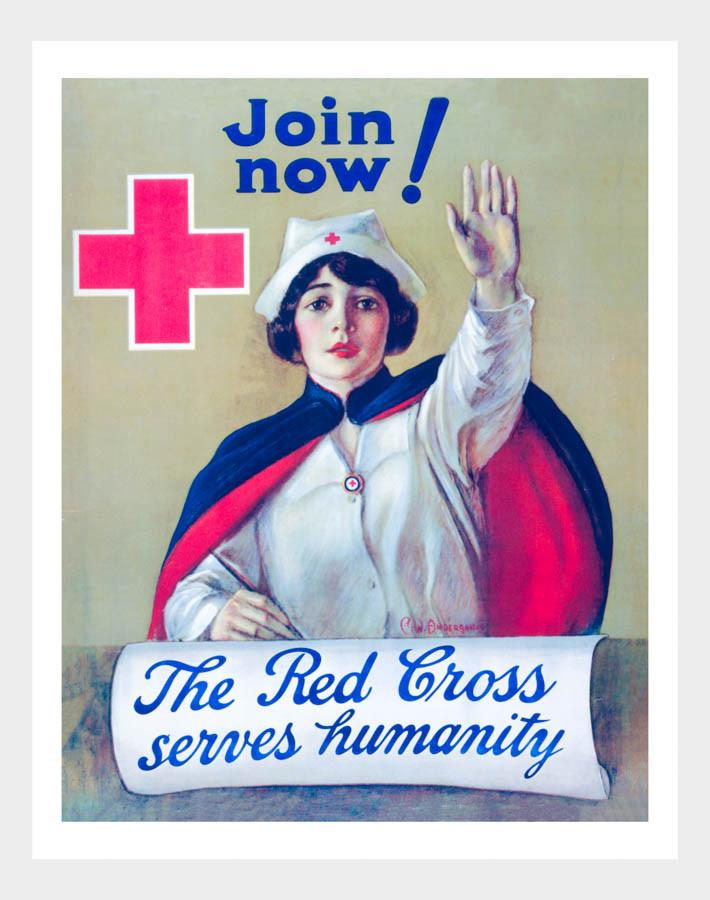 Join
now!
C.W. Anderson
The Red Cross
serves humanity